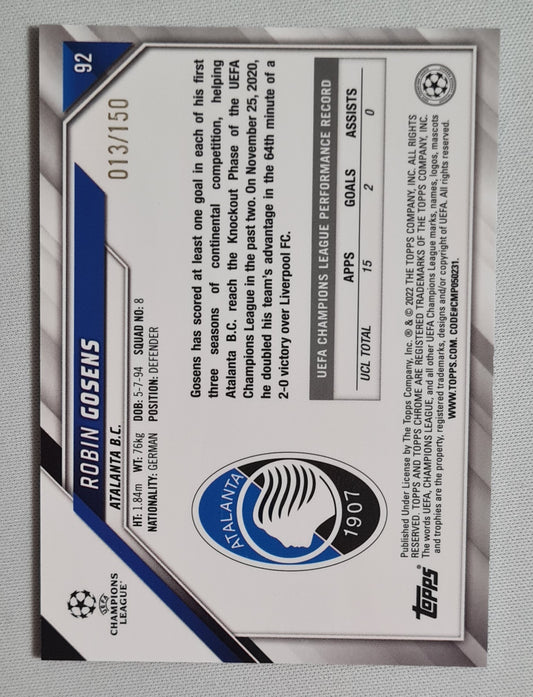 92
013/150
ROBIN GOSENS
ATALANTA B.C.
HT: 1.84m WT: 76kg DOB: 5-7-94 SQUAD NO: 8
NATIONALITY: GERMAN POSITION: DEFENDER
UEFA
CHAMPIONS
LEAGUE
Gosens has scored at least one goal in each of his first
three seasons of continental competition, helping
Atalanta B.C. reach the Knockout Phase of the UEFA
Champions League in the past two. On November 25, 2020,
he doubled his team's advantage in the 64th minute of a
2-0 victory over Liverpool FC.
UEFA CHAMPIONS LEAGUE PERFORMANCE RECORD
APPS GOALS ASSISTS
UCL TOTAL 15 2 0
ATALANTA
1907
topps
Published Under License by The Topps Company, Inc. ® & © 2022 THE TOPPS COMPANY, INC. ALL RIGHTS
RESERVED. TOPPS AND TOPPS CHROME ARE REGISTERED TRADEMARKS OF THE TOPPS COMPANY, INC.
The words UEFA, CHAMPIONS LEAGUE, and all other UEFA Champions League marks, names, logos, mascots
and trophies are the property, registered trademarks, designs and/or copyright of UEFA. All rights reserved.
WWW.TOPPS.COM. CODE#CMP050231.